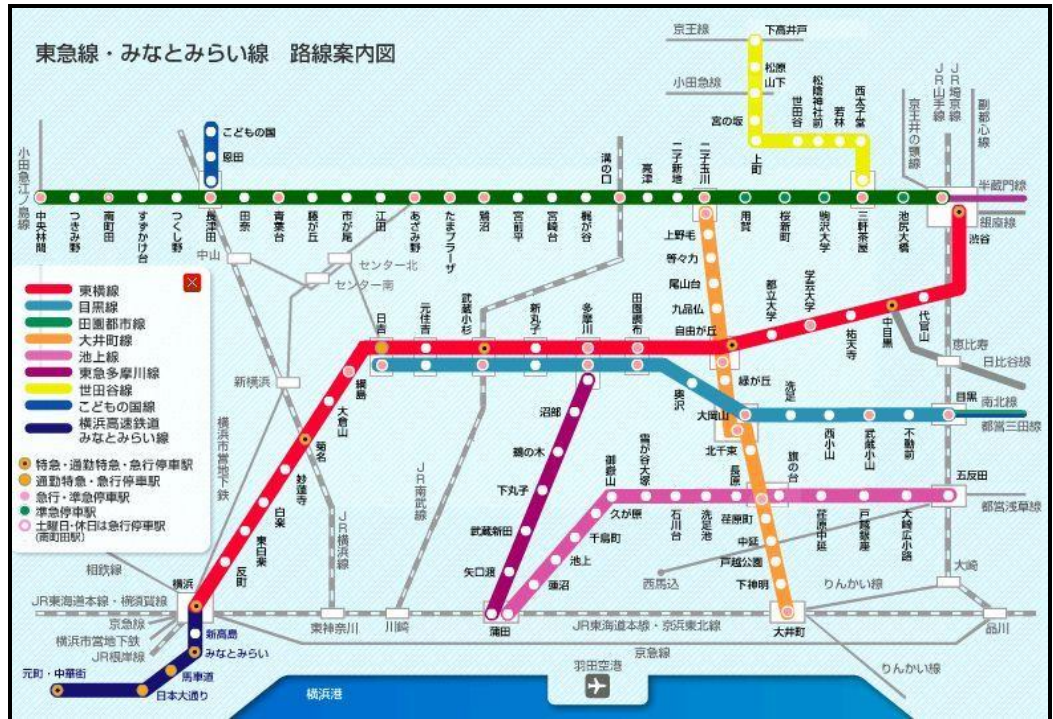 東急線・みなとみらい線 路線案内図
京王線
下高井戸
松原
小田急線
山下
宮の坂
上町
世田谷
松陰神社前
若林
西太子堂
京王井の頭線
JR山手線
JR埼京線
副都心線
こどもの国
恩田
小田急江ノ島線
中央林間
つきみ野
南町田
すずかけ台
つくし野
長津田
田奈
青葉台
藤が丘
市が尾
江田
あざみ野
たまプラーザ
鷺沼
宮前平
宮崎台
梶が谷
溝の口
高津
二子新地
二子玉川
用賀
桜新町
駒沢大学
三軒茶屋
池尻大橋
渋谷
半蔵門線
銀座線
中山
センター北
センター南
新横浜
上野毛
等々力
尾山台
九品仏
自由が丘
都立大学
学芸大学
祐天寺
中目黒
代官山
恵比寿
日比谷線
東横線
目黒線
田園都市線
大井町線
池上線
東急多摩川線
世田谷線
こどもの国線
横浜高速鉄道
みなとみらい線
特急・通勤特急・急行停車駅
通勤特急・急行停車駅
急行・準急停車駅
準急停車駅
土曜日・休日は急行停車駅
(南町田駅)
日吉
元住吉
武蔵小杉
新丸子
多摩川
田園調布
綱島
大倉山
菊名
妙蓮寺
白楽
東白楽
反町
横浜
横浜市営地下鉄
JR横浜線
JR南武線
緑が丘
奥沢
大岡山
洗足
西小山
武蔵小山
不動前
目黒
南北線
都営三田線
北千束
旗の台
沼部
鵜の木
下丸子
武蔵新田
矢口渡
蒲田
蓮沼
池上
千鳥町
久が原
御嶽山
雪が谷大塚
石川台
洗足池
長原
荏原町
中延
戸越公園
下神明
荏原中延
戸越銀座
大崎広小路
五反田
都営浅草線
西馬込
りんかい線
大崎
大井町
品川
相鉄線
JR東海道本線・横須賀線
京急線
横浜市営地下鉄
JR根岸線
東神奈川
川崎
JR東海道本線・京浜東北線
京急線
りんかい線
新高島
みなとみらい
馬車道
日本大通り
元町・中華街
横浜港
羽田空港